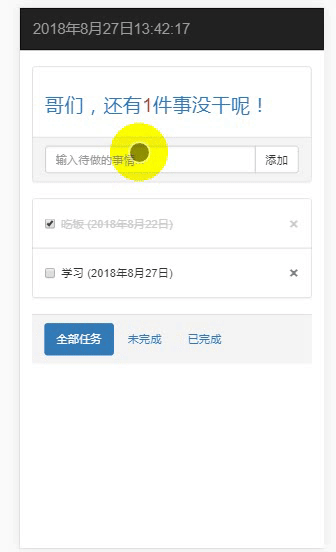 2018年8月27日13:42:17
哥们，还有1件事没干呢！
输入待做的事情
添加
吃饭 (2018年8月22日)
×
学习 (2018年8月27日)
×
全部任务 未完成 已完成